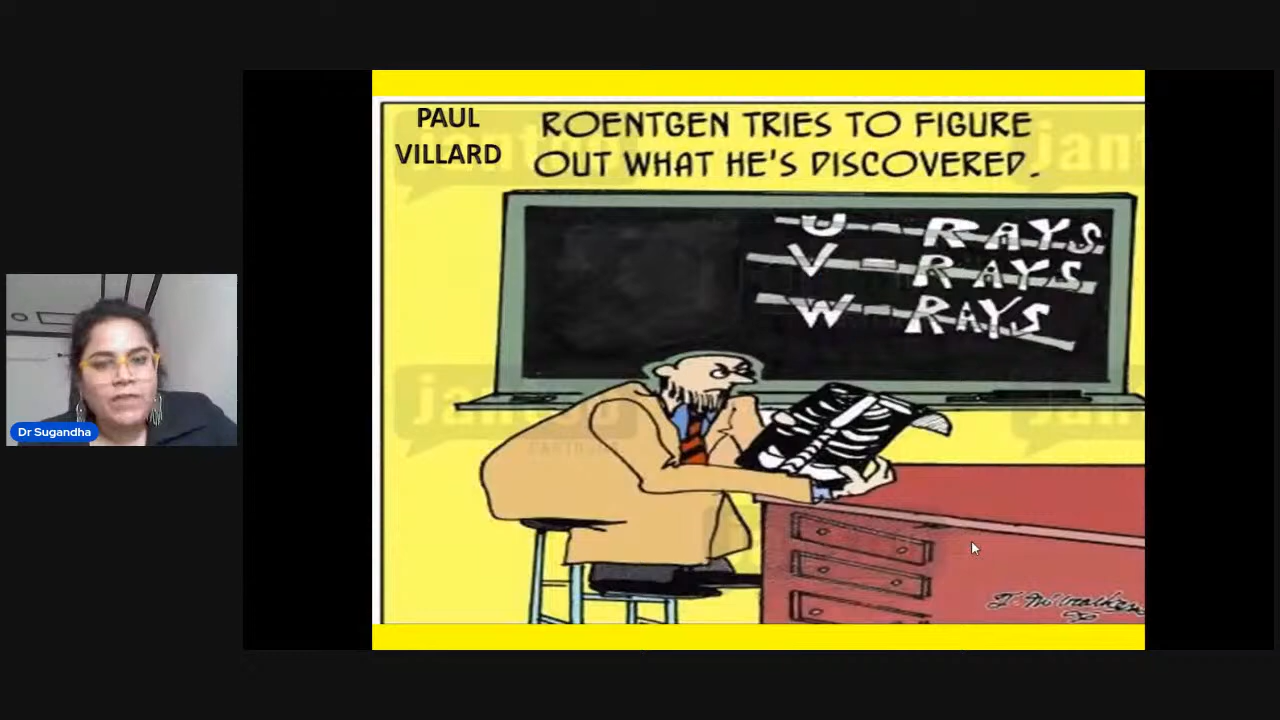 PAUL
VILLARD
ROENTGEN TRIES TO FIGURE
OUT WHAT HE'S DISCOVERED.
U-RAYS
V-RAYS
W-RAYS
Dr Sugandha